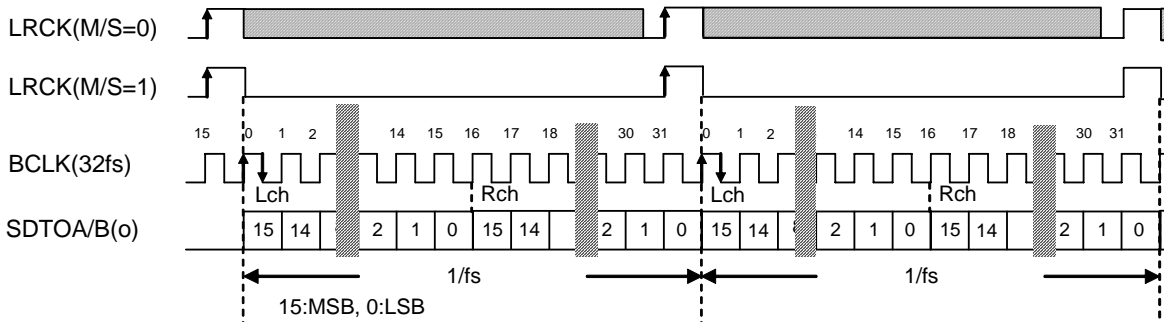 LRCK(M/S=0)
LRCK(M/S=1)
15 0 1 2 14 15 16 17 18 30 31 0 1 2 14 15 16 17 18 30 31
BCLK(32fs)
Lch Rch Lch Rch
SDTOA/B(o)
15 14 2 1 0 15 14 2 1 0 15 14 2 1 0 15 14 2 1 0
1/fs 1/fs
15:MSB, 0:LSB